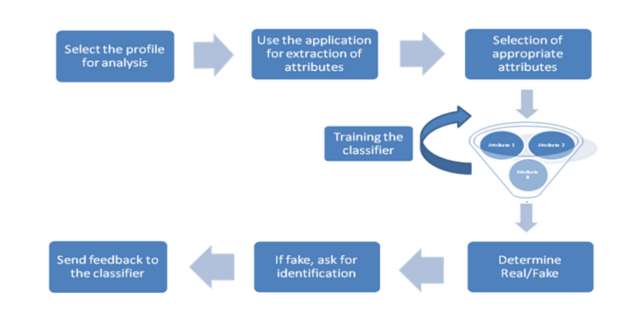 Select the profile
for analysis
Use the application
for extraction of
attributes
Selection of
appropriate
attributes
Training the
classifier
Attribute 1
Attribute 2
Attribute
Determine
Real/Fake
If fake, ask for
identification
Send feedback to
the classifier